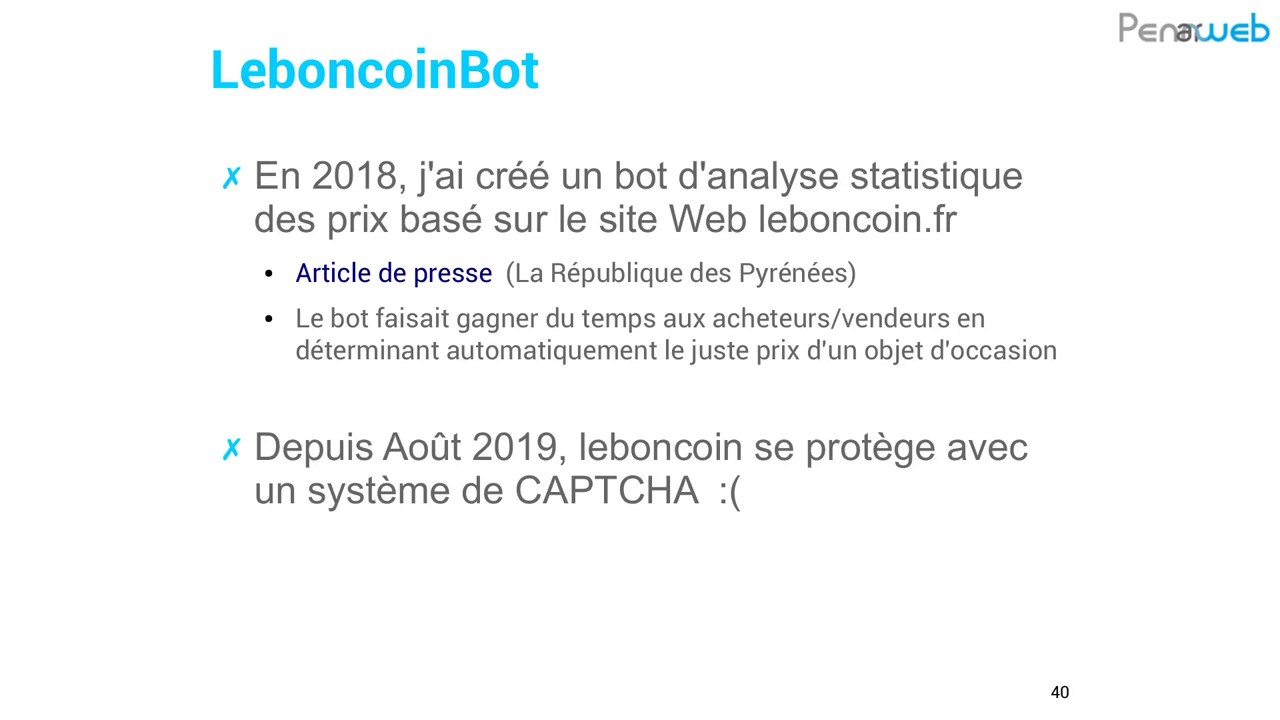 Penarweb
LeboncoinBot
✗ En 2018, j'ai créé un bot d'analyse statistique
des prix basé sur le site Web leboncoin.fr
• Article de presse (La République des Pyrénées)
• Le bot faisait gagner du temps aux acheteurs/vendeurs en
déterminant automatiquement le juste prix d'un objet d'occasion
✗ Depuis Août 2019, leboncoin se protège avec
un système de CAPTCHA :(
40